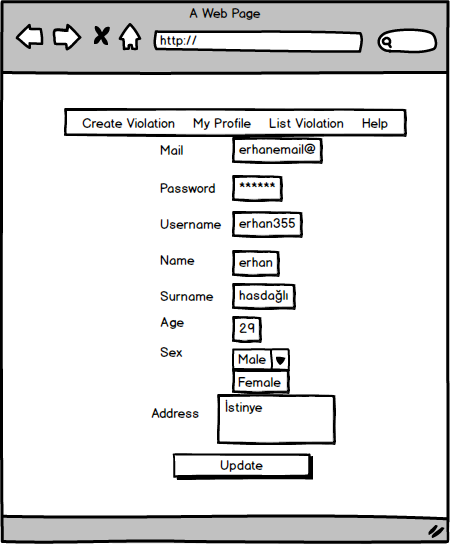 A Web Page
http://
Create Violation My Profile List Violation Help
Mail erhanemail@
Password ******
Username erhan355
Name erhan
Surname hasdağlı
Age 29
Sex Male
Female
Address İstinye
Update